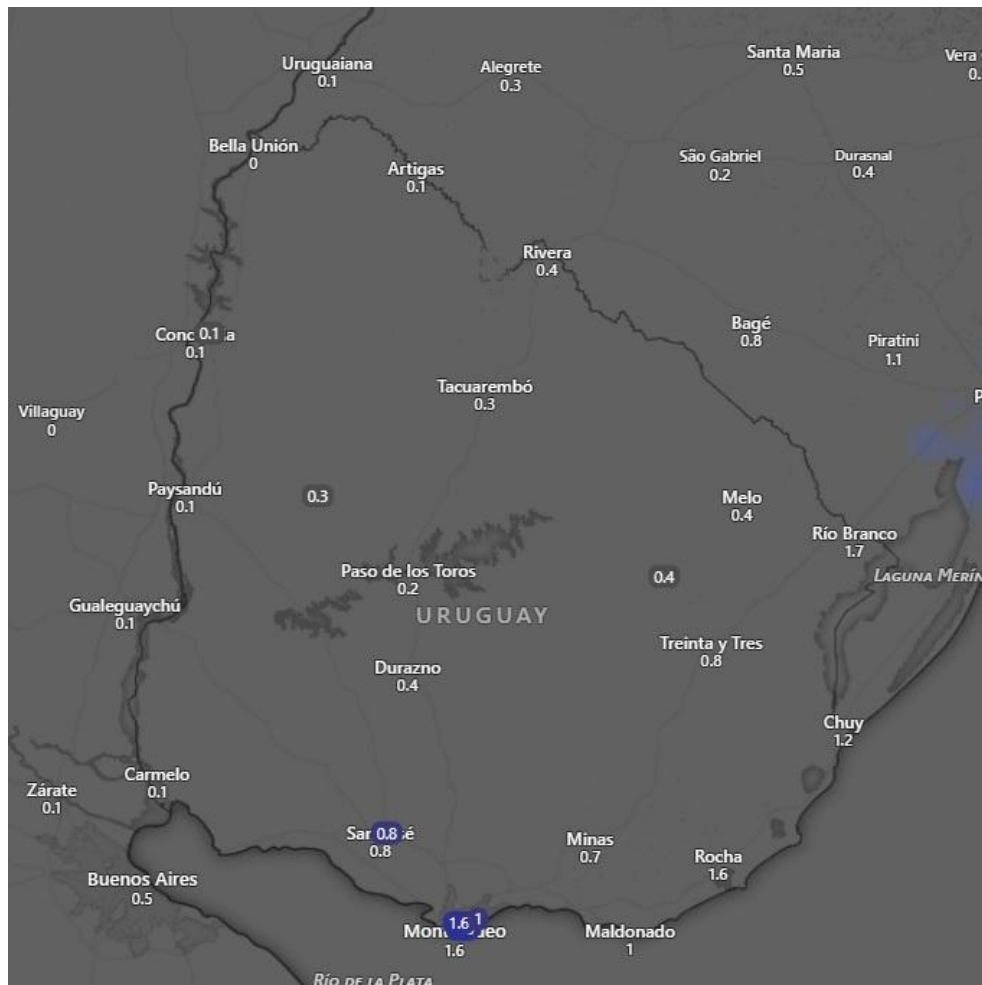 Uruguaiana
0.1
Alegrete
0.3
Santa Maria
0.5
Vera
0.
Bella Unión
0
Artigas
0.1
São Gabriel
0.2
Durasnal
0.4
Rivera
0.4
0.1
0.1
Bagé
0.8
Piratini
1.1
Tacuarembó
0.3
P
Villaguay
0
Paysandú
0.1
0.3
Melo
0.4
Río Branco
1.7
Paso de los Toros
0.2
0.4
LAGUNA MERÍN
Gualeguaychú
0.1
URUGUAY
Treinta y Tres
0.8
Durazno
0.4
Chuy
1.2
Carmelo
0.1
Zárate
0.1
0.8
0.8
Minas
0.7
Rocha
1.6
Buenos Aires
0.5
1.6
1
1.6
Maldonado
1
RÍO DE LA PLATA